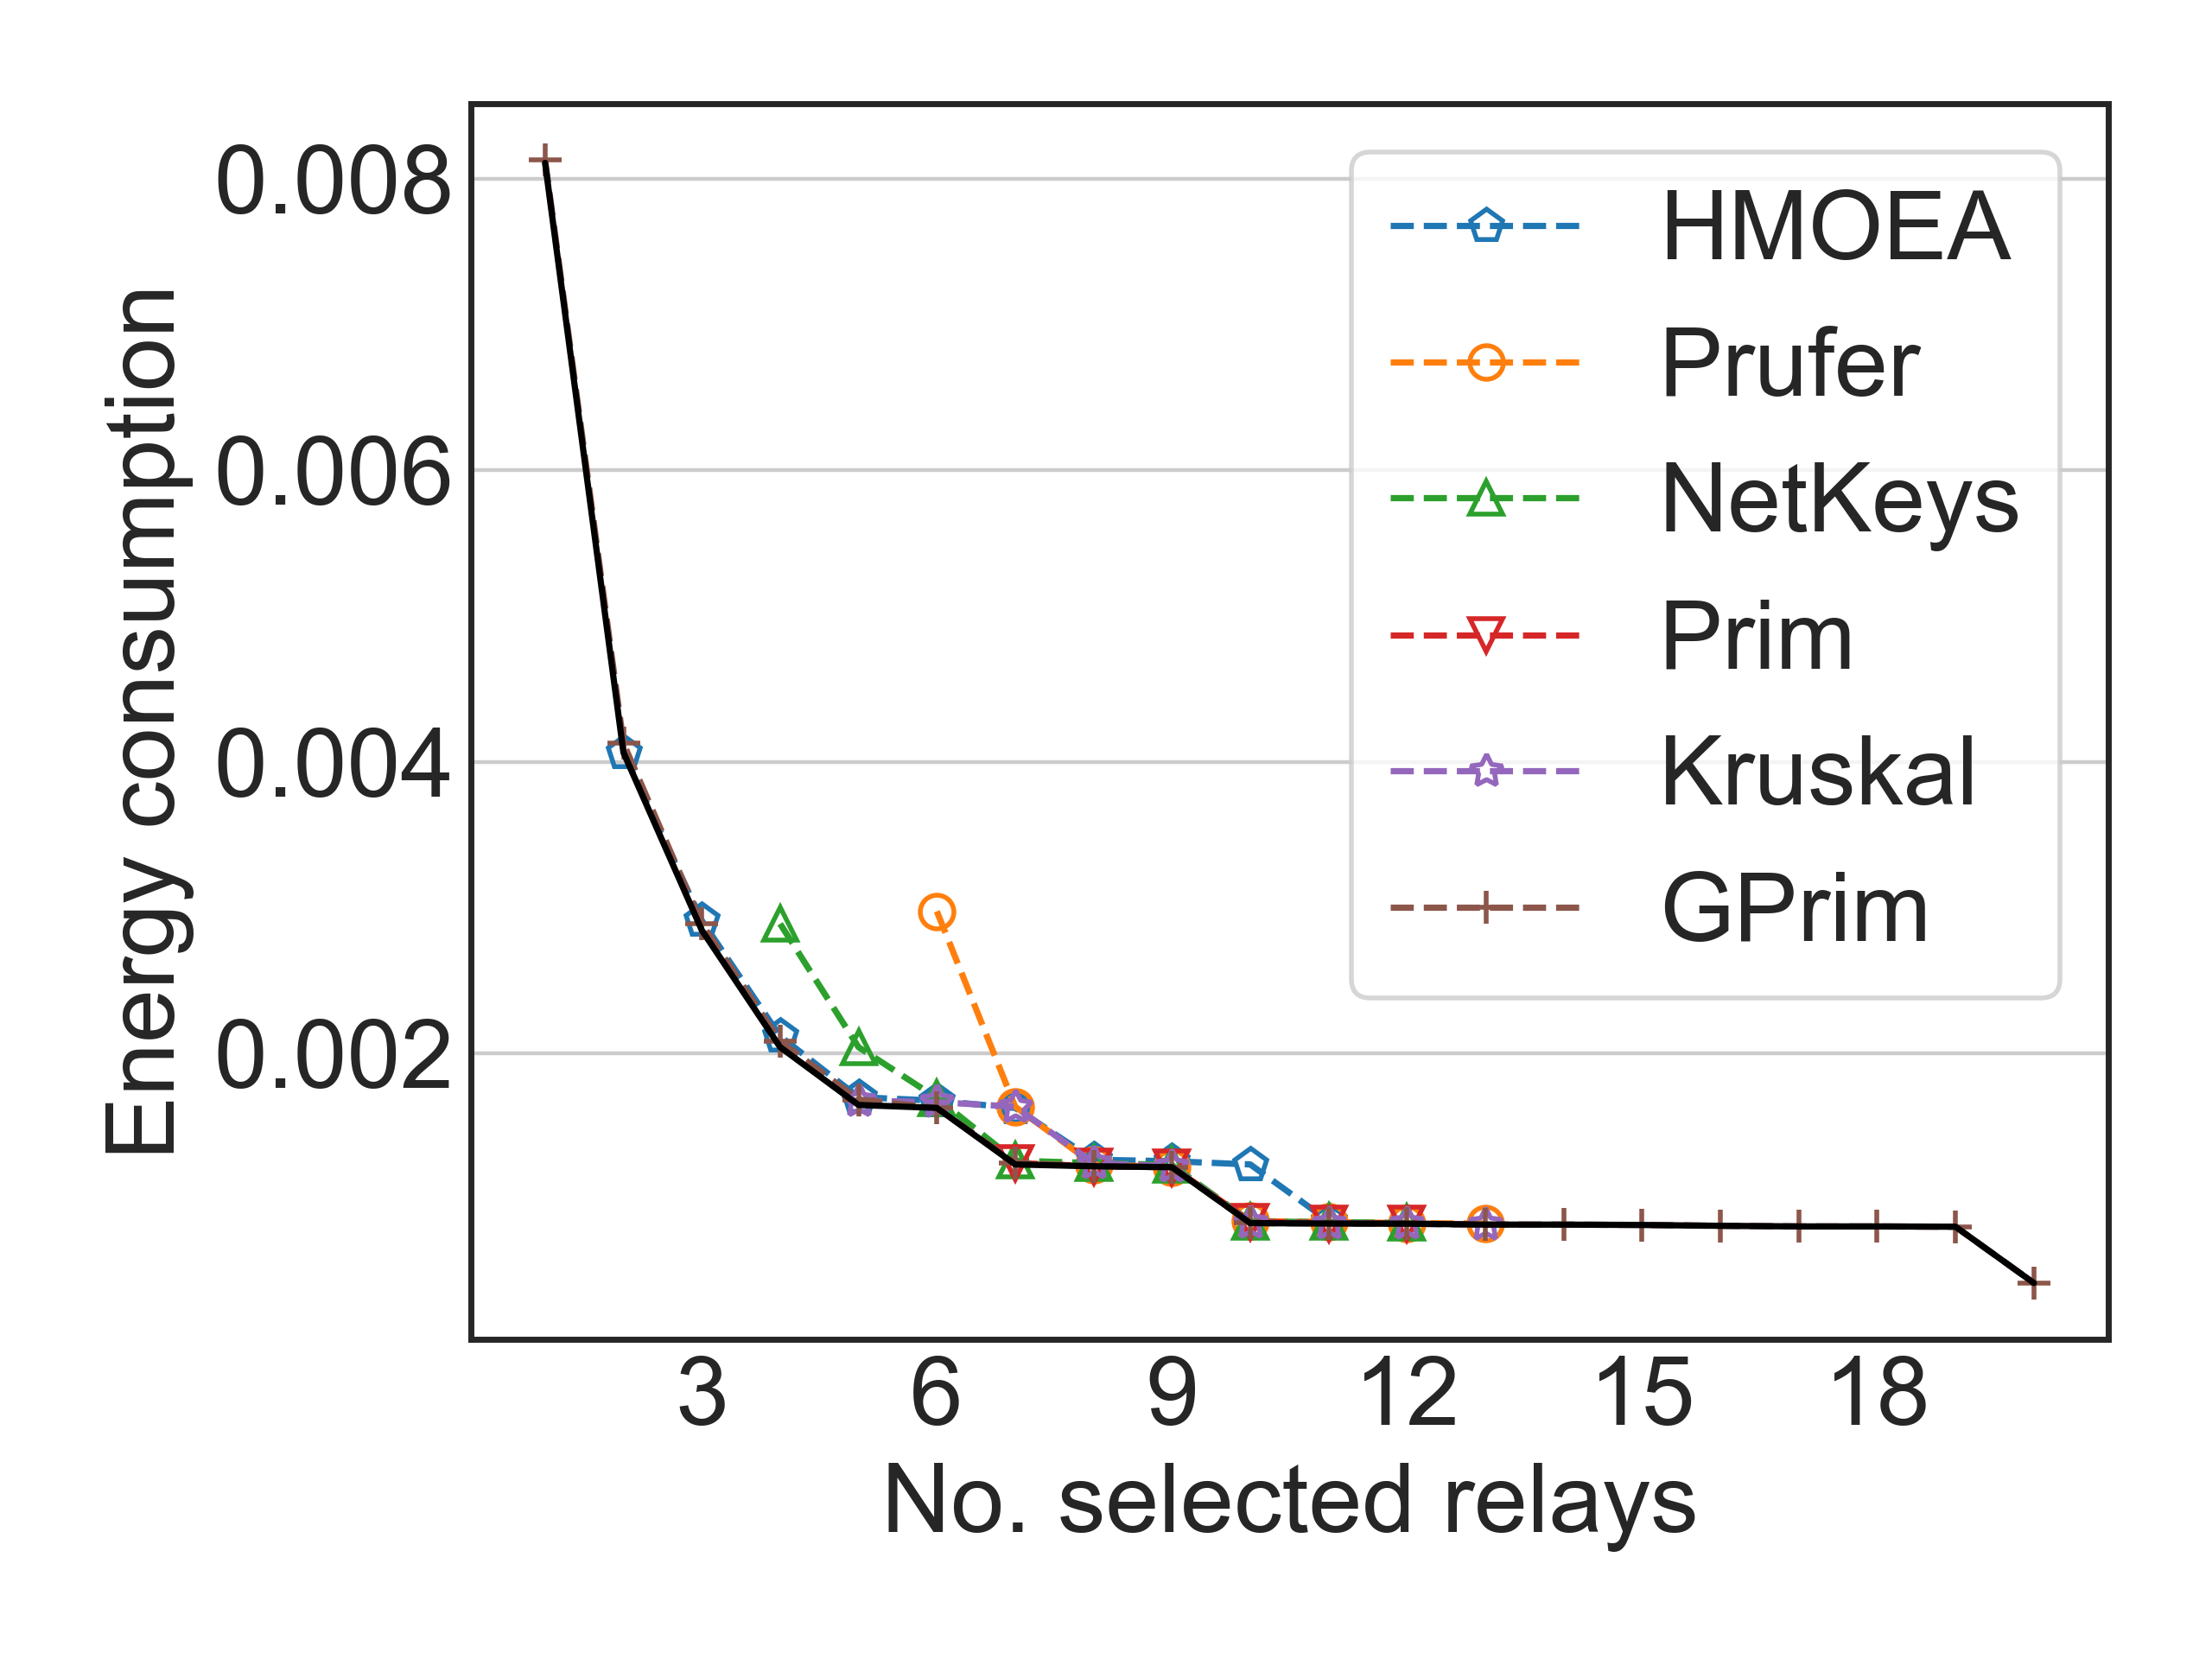 Energy consumption
0.008
0.006
0.004
0.002
3 6 9 12 15 18
No. selected relays
HMOEA
Prufer
NetKeys
Prim
Kruskal
GPrim